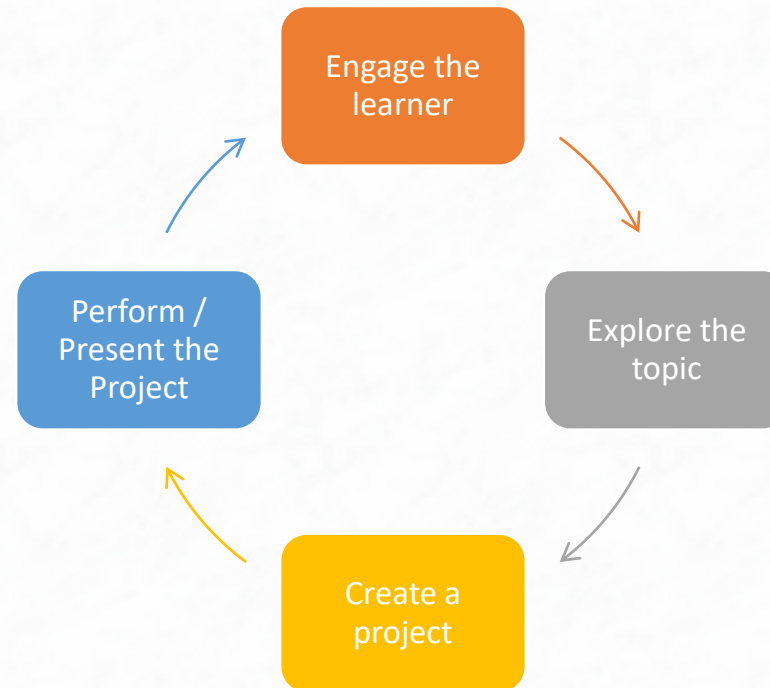 Engage the
learner
Explore the
topic
Create a
project
Perform /
Present the
Project